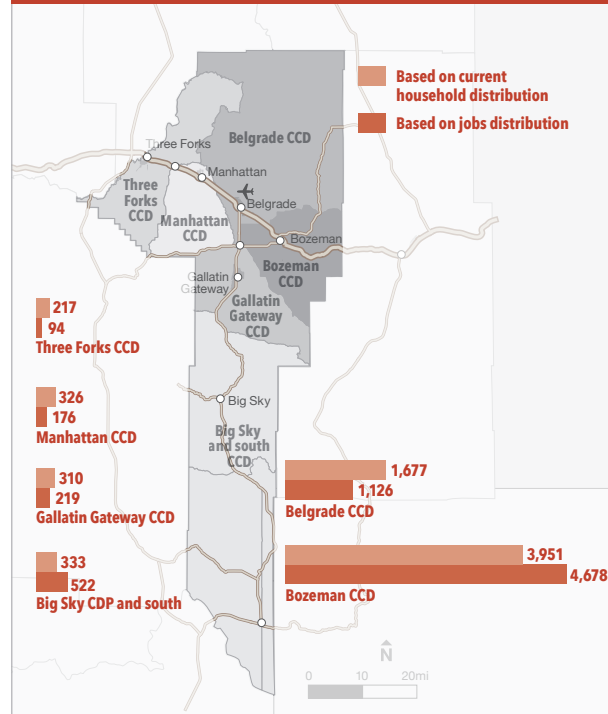 Based on current
household distribution
Based on jobs distribution
Belgrade CCD
Three Forks
Manhattan
Three
Forks
CCD
Belgrade
Manhattan
CCD
Bozeman
Bozeman
CCD
Gallatin
Gateway
Gallatin
Gateway
CCD
217
94
Three Forks CCD
326
176
Manhattan CCD
Big Sky
Big Sky
and south
CCD
310
219
Gallatin Gateway CCD
1,677
1,126
Belgrade CCD
333
522
Big Sky CDP and south
3,951
4,678
Bozeman CCD
N
0 10 20mi